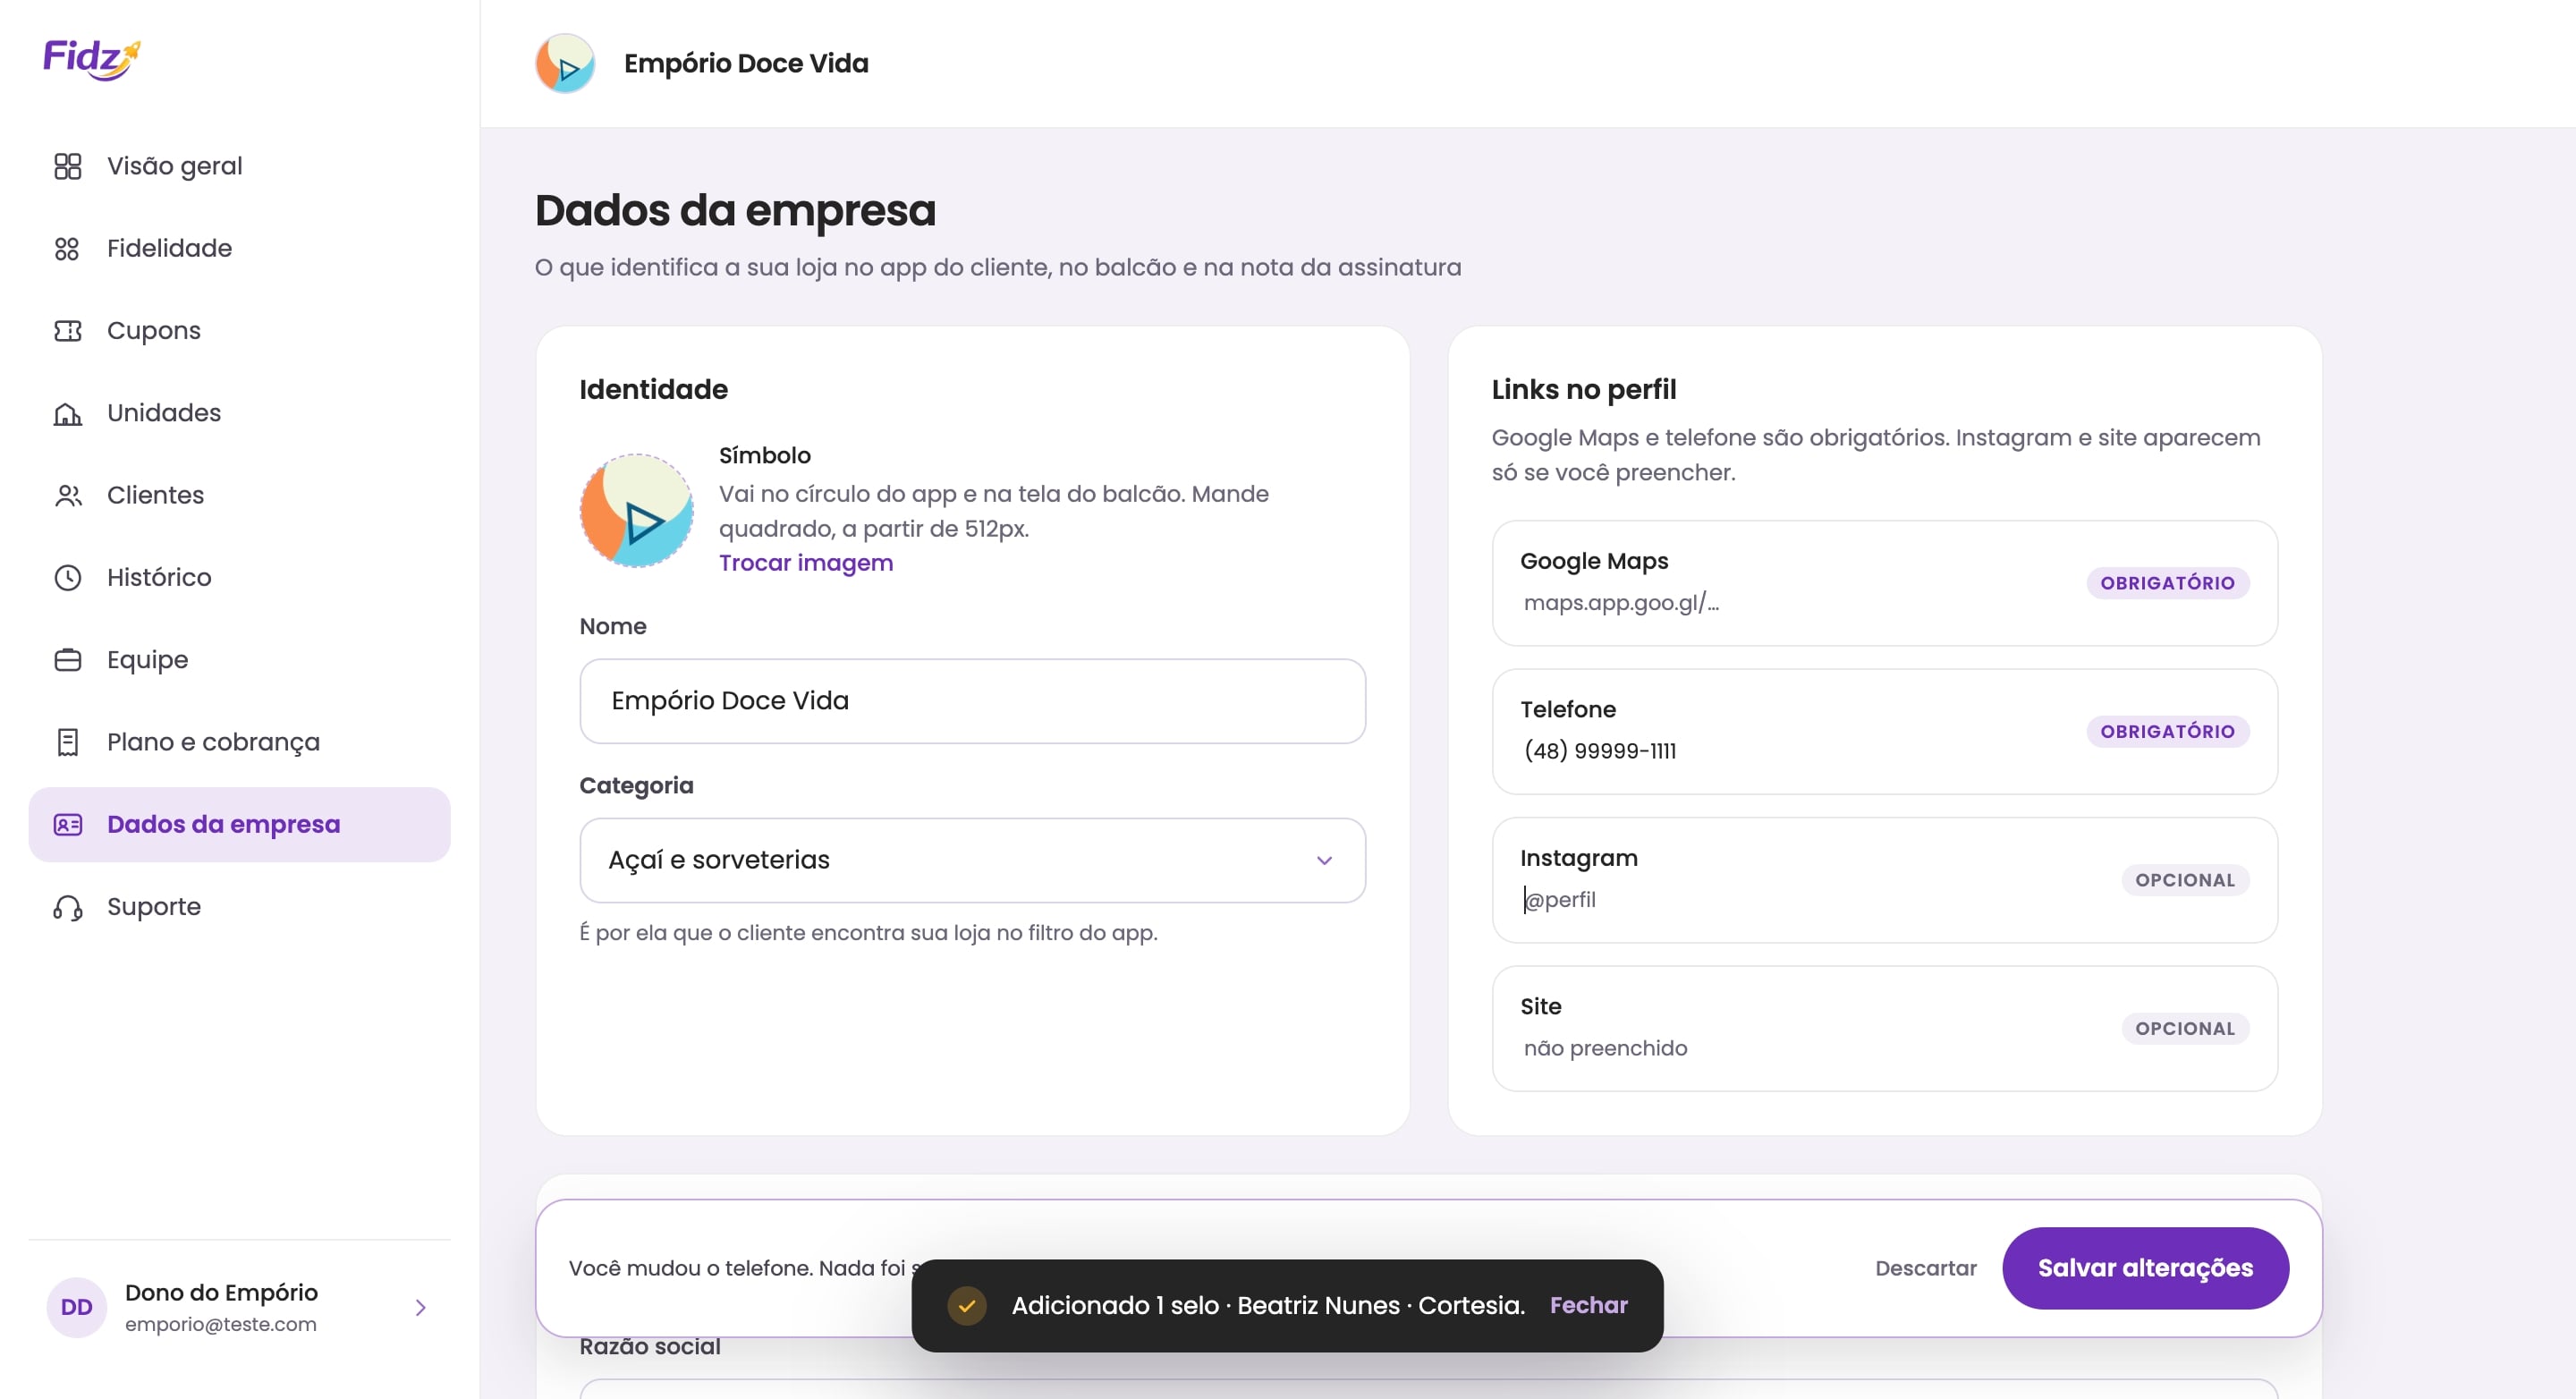 Fidz
Visão geral
Fidelidade
Cupons
Unidades
Clientes
Histórico
Equipe
Plano e cobrança
Dados da empresa
Suporte
DD
Dono do Empório
emporio@teste.com
Empório Doce Vida
Dados da empresa
O que identifica a sua loja no app do cliente, no balcão e na nota da assinatura
Identidade
Símbolo
Vai no círculo do app e na tela do balcão. Mande
quadrado, a partir de 512px.
Trocar imagem
Nome
Empório Doce Vida
Categoria
Açaí e sorveterias
É por ela que o cliente encontra sua loja no filtro do app.
Links no perfil
Google Maps e telefone são obrigatórios. Instagram e site aparecem
só se você preencher.
Google Maps
maps.app.goo.gl/...
OBRIGATÓRIO
Telefone
(48) 99999-1111
OBRIGATÓRIO
Instagram
@perfil
OPCIONAL
Site
não preenchido
OPCIONAL
Você mudou o telefone. Nada foi
Descartar
Salvar alterações
Adicionado 1 selo · Beatriz Nunes · Cortesia.
Fechar
Razão social